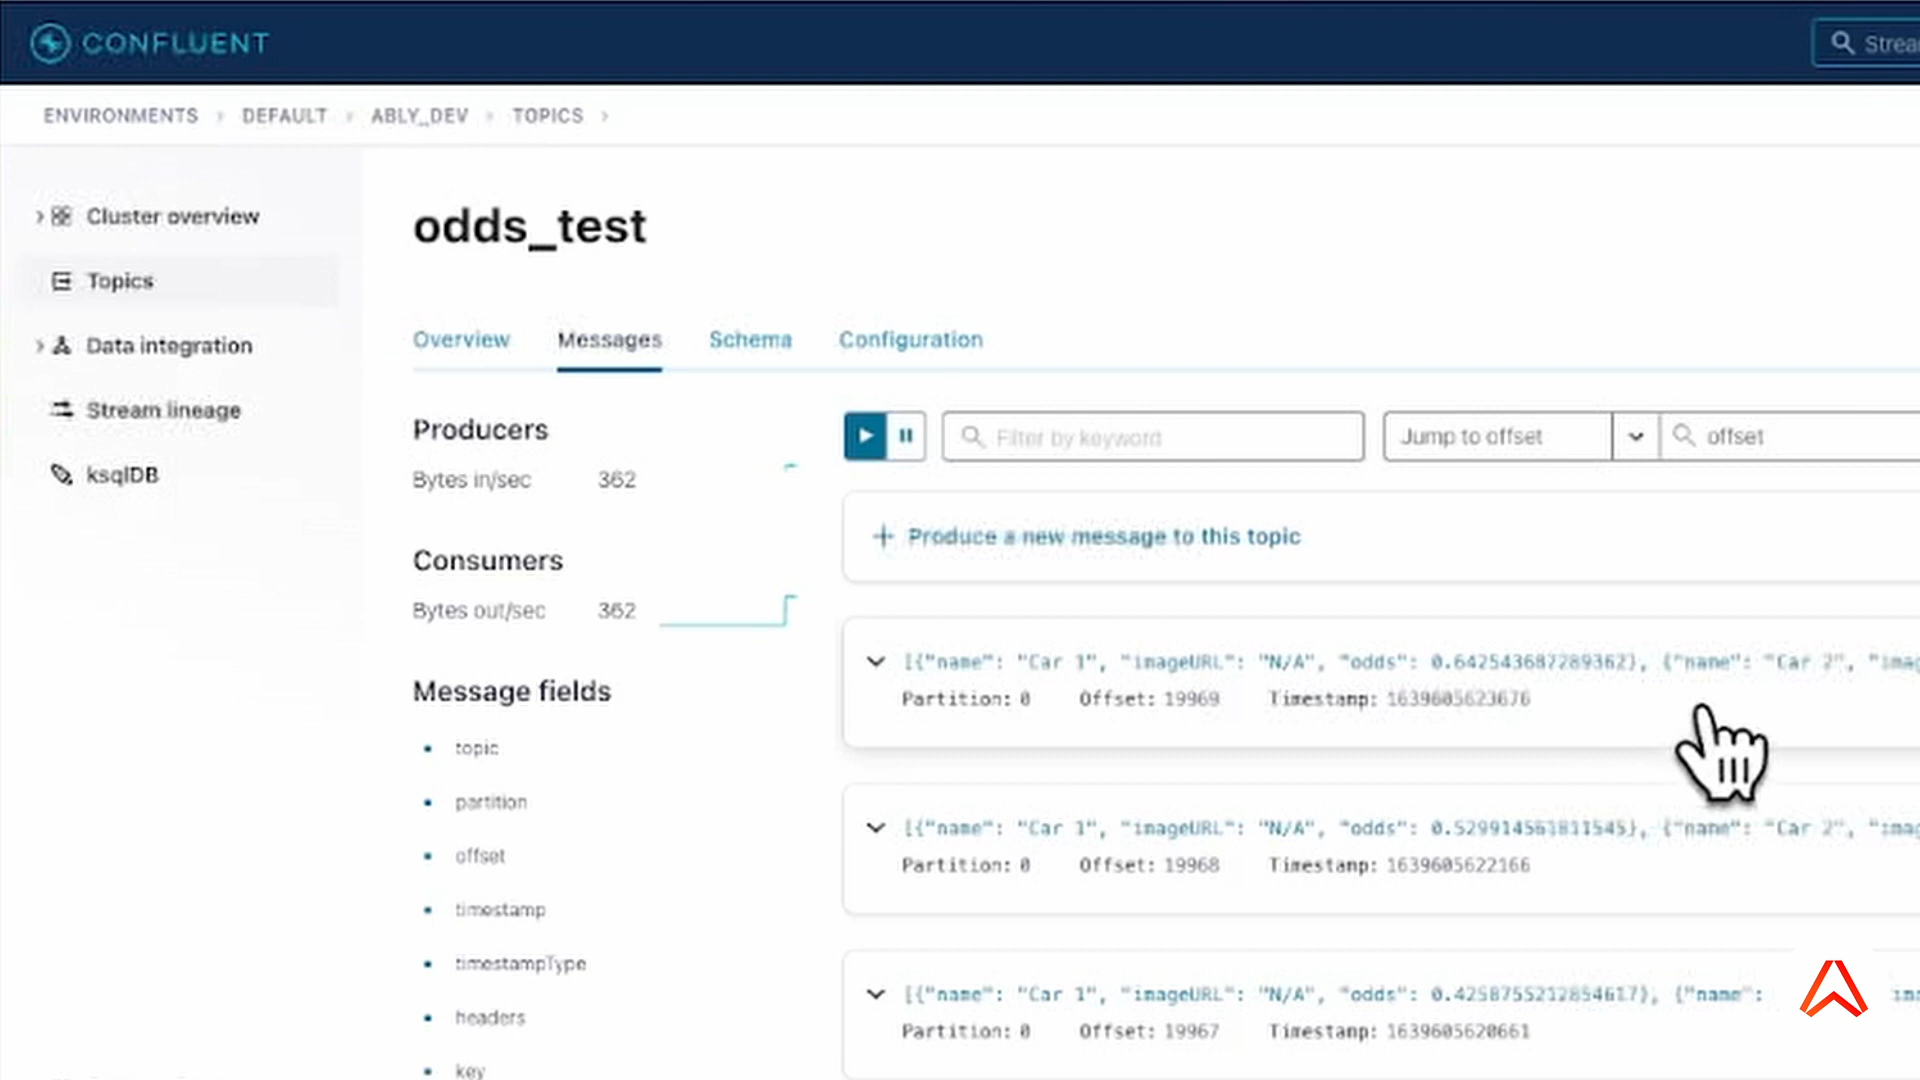 CONFLUENT
ENVIRONMENTS > DEFAULT > ABLY_DEV > TOPICS >
Cluster overview
Topics
Data integration
Stream lineage
ksqlDB
odds_test
Overview Messages Schema Configuration
Producers
Bytes in/sec 362
Consumers
Bytes out/sec 362
Message fields
topic
partition
offset
timestamp
timestampType
headers
key
Filter by keyword
Jump to offset
offset
+ Produce a new message to this topic
[{"name": "Car 1", "imageURL": "N/A", "odds": 0.642543687289362}, {"name": "Car 2",
Partition: 0 Offset: 19969 Timestamp: 1639605623676
[{"name": "Car 1", "imageURL": "N/A", "odds": 0.529914561811545}, {"name": "Car 2",
Partition: 0 Offset: 19968 Timestamp: 1639605622166
[{"name": "Car 1", "imageURL": "N/A", "odds": 0.4258755212854617}, {"name":
Partition: 0 Offset: 19967 Timestamp: 1639605620661